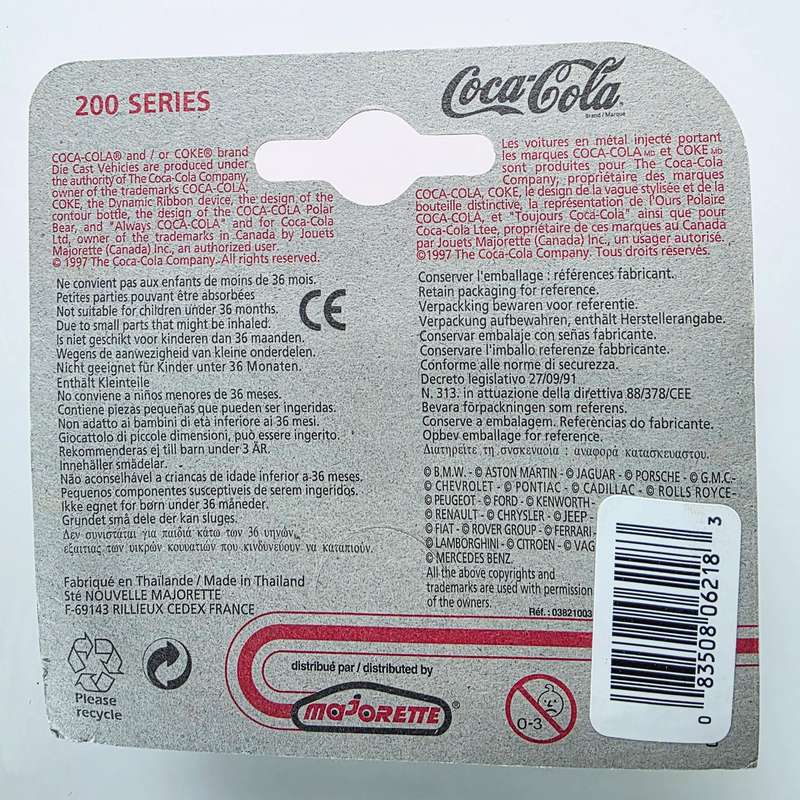 200 SERIES
Coca-Cola
Brand / Marque
COCA-COLA® and / or COKE® brand
Die Cast Vehicles are produced under
the authority of The Coca-Cola Company,
owner of the trademarks COCA-COLA,
COKE, the Dynamic Ribbon device, the design of the
contour bottle, the design of the COCA-COLA Polar
Bear, and "Always COCA-COLA" and for Coca-Cola
Ltd, owner of the trademarks in Canada by Jouets
Majorette (Canada) Inc., an authorized user.
©1997 The Coca-Cola Company. All rights reserved.
Les voitures en métal injecté portant
les marques COCA-COLA MD et COKE MD
sont produites pour The Coca-Cola
Company, propriétaire des marques
COCA-COLA, COKE, le design de la vague stylisée et de la
bouteille distinctive, la représentation de l'Ours Polaire
COCA-COLA, et "Toujours Coca-Cola" ainsi que pour
Coca-Cola Ltee, propriétaire de ces marques au Canada
par Jouets Majorette (Canada) Inc., un usager autorisé.
©1997 The Coca-Cola Company. Tous droits réservés.
Ne convient pas aux enfants de moins de 36 mois.
Petites parties pouvant être absorbées
Not suitable for children under 36 months.
Due to small parts that might be inhaled.
Is niet geschikt voor kinderen dan 36 maanden.
Wegens de aanwezigheid van kleine onderdelen.
Nicht geeignet für Kinder unter 36 Monaten.
Enthält Kleinteile
No conviene a niños menores de 36 meses.
Contiene piezas pequeñas que pueden ser ingeridas.
Non adatto ai bambini di età inferiore ai 36 mesi.
Giocattolo di piccole dimensioni, può essere ingerito.
Rekommenderas ej till barn under 3 ÅR.
Innehäller smådelar.
Não aconselhável a criancas de idade inferior a 36 meses.
Pequenos componentes susceptiveis de serem ingeridos.
Ikke egnet for børn under 36 måneder.
Grundet små dele der kan sluges.
Δεν συνιστάται για παιδιά κάτω των 36 μηνών,
εξαιτίας των μικρών κομματιών που κινδυνεύουν να καταπιούν.
CE
Conserver l'emballage : références fabricant.
Retain packaging for reference.
Verpackking bewaren voor referentie.
Verpackung aufbewahren, enthält Herstellerangabe.
Conservar embalaje con señas fabricante.
Conservare l'imballo referenze fabbricante.
Conforme alle norme di securezza.
Decreto legislativo 27/09/91
N. 313. in attuazione della direttiva 88/378/CEE
Bevara förpackningen som referens.
Conserve a embalagem. Referências do fabricante.
Opbev emballage for reference.
Διατηρείτε τη συσκευασία : αναφορά κατασκευαστού.
© B.M.W. - © ASTON MARTIN - © JAGUAR - © PORSCHE - © G.M.C.-
© CHEVROLET - © PONTIAC - © CADILLAC - © ROLLS ROYCE-
© PEUGEOT - © FORD - © KENWORTH-
© RENAULT - © CHRYSLER - © JEEP -
© FIAT - © ROVER GROUP - © FERRARI -
© LAMBORGHINI - © CITROEN - © VAG
© MERCEDES BENZ.
All the above copyrights and
trademarks are used with permission
of the owners.
Réf. : 03821003
Fabriqué en Thaïlande / Made in Thailand
Sté NOUVELLE MAJORETTE
F-69143 RILLIEUX CEDEX FRANCE
Please
recycle
distribué par / distributed by
MAJORETTE®
0-3
0 83508 06218 3